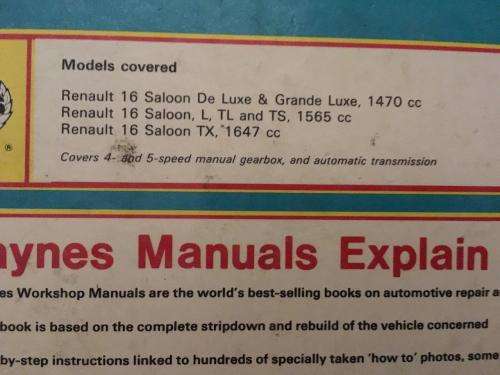 Models covered
Renault 16 Saloon De Luxe & Grande Luxe, 1470 cc
Renault 16 Saloon, L, TL and TS, 1565 cc
Renault 16 Saloon TX, 1647 cc
Covers 4- and 5-speed manual gearbox, and automatic transmission
®
aynes Manuals Explain
es Workshop Manuals are the world's best-selling books on automotive repair a
book is based on the complete stripdown and rebuild of the vehicle concerned
by-step instructions linked to hundreds of specially taken 'how to' photos, some